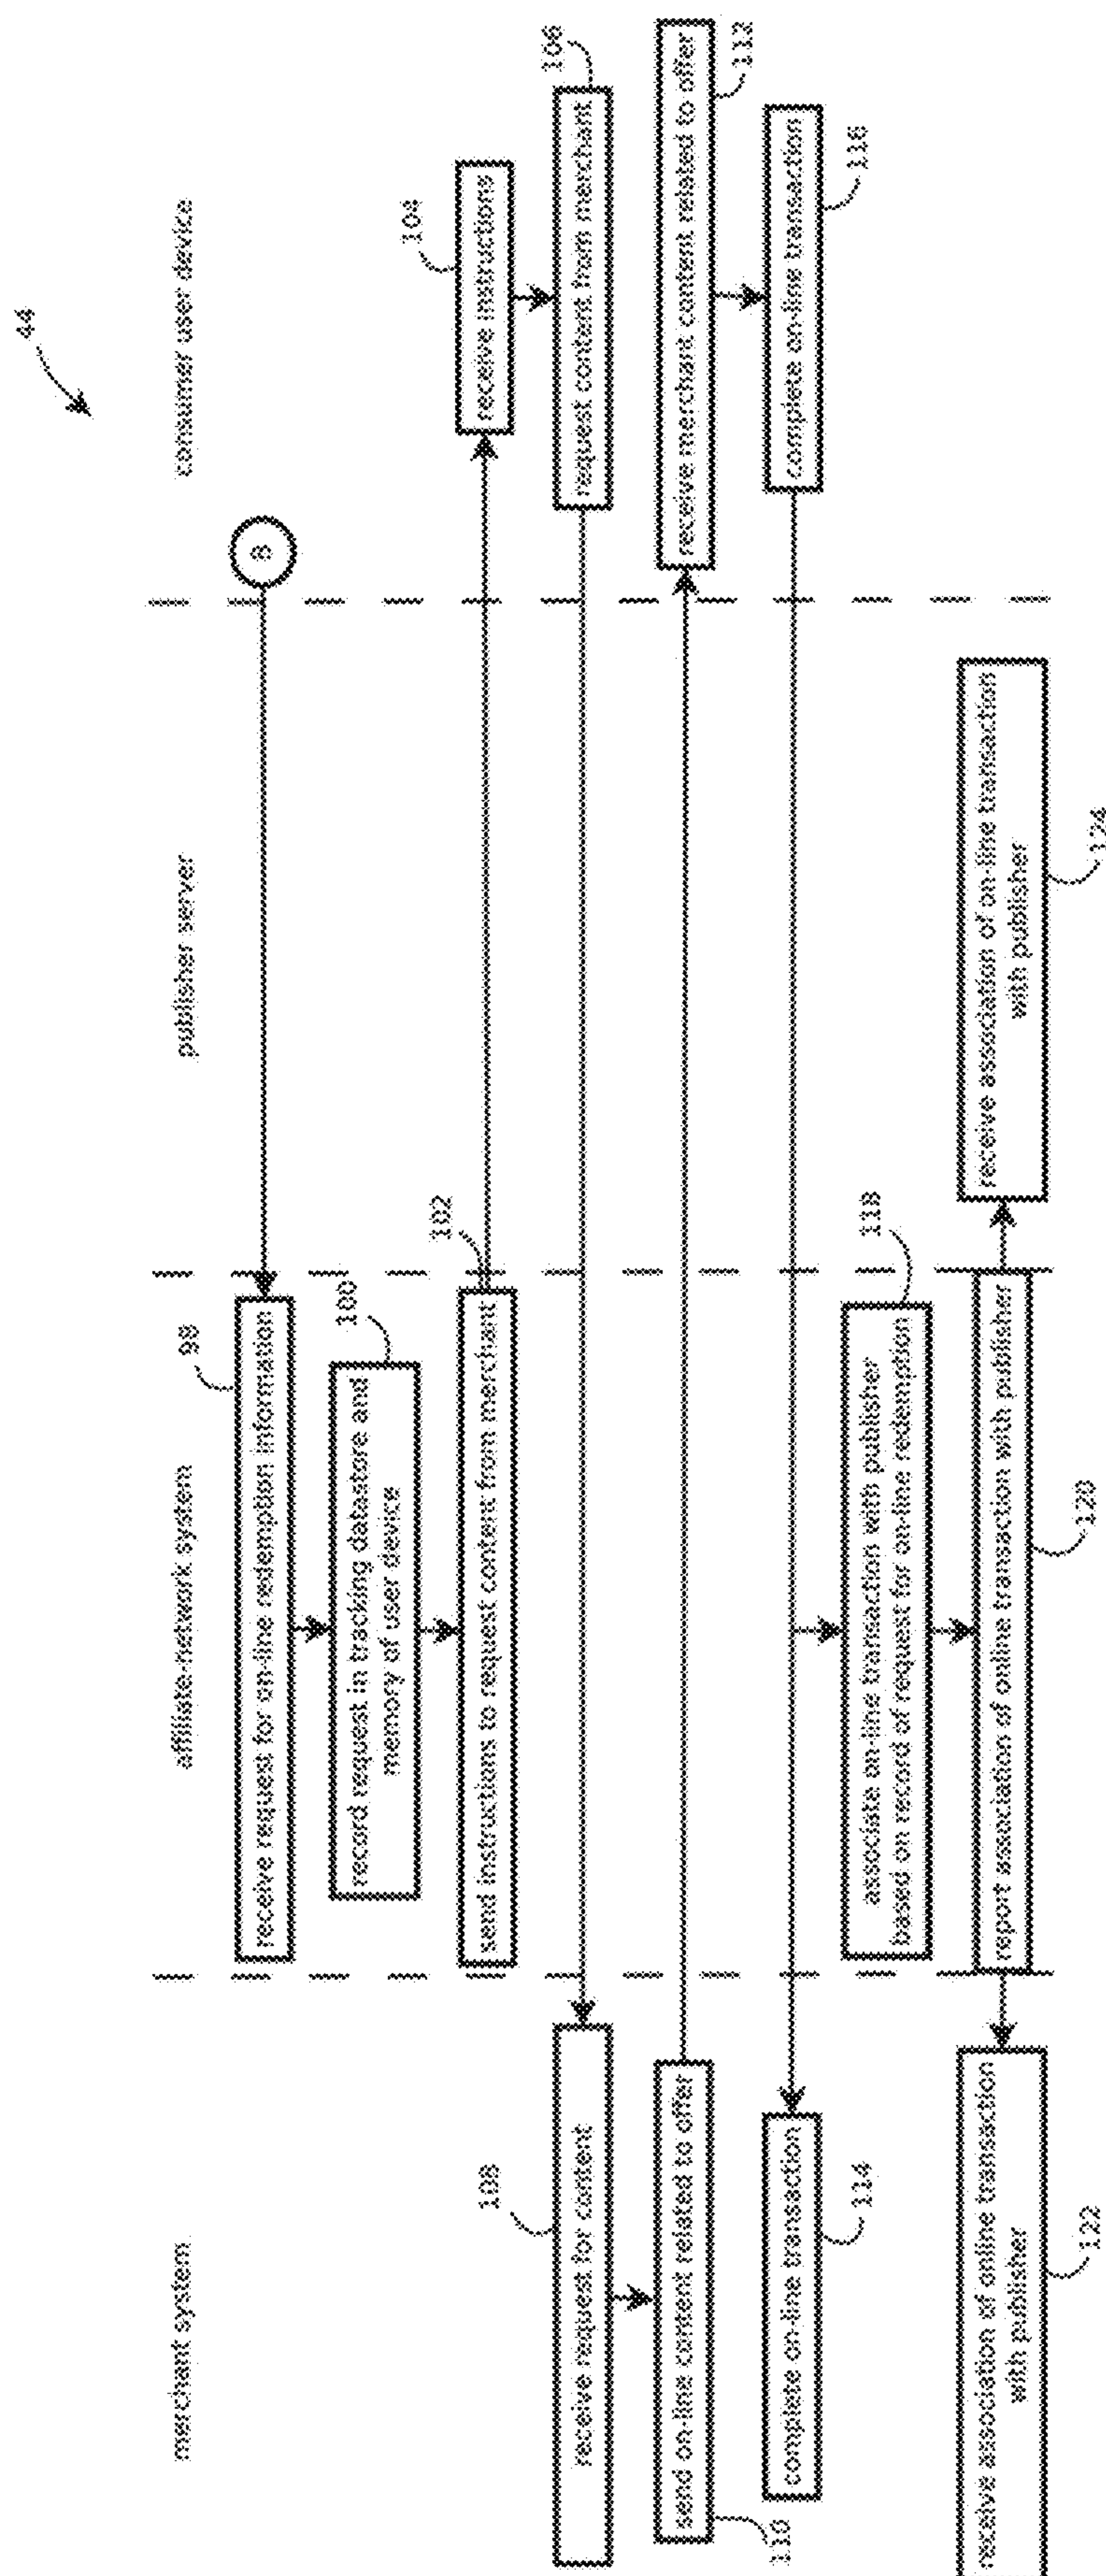 44
merchant system
affiliate-network system
publisher server
consumer user device
B
98
receive request for on-line redemption information
100
record request in tracking datastore and
memory of user device
102
send instructions to request content from merchant
104
receive instructions
106
request content from merchant
108
receive request for content
110
send on-line content related to offer
112
receive merchant content related to offer
114
complete on-line transaction
116
complete on-line transaction
118
associate on-line transaction with publisher
based on record of request for on-line redemption
120
report association of online transaction with publisher
122
receive association of online transaction
with publisher
124
receive association of on-line transaction
with publisher